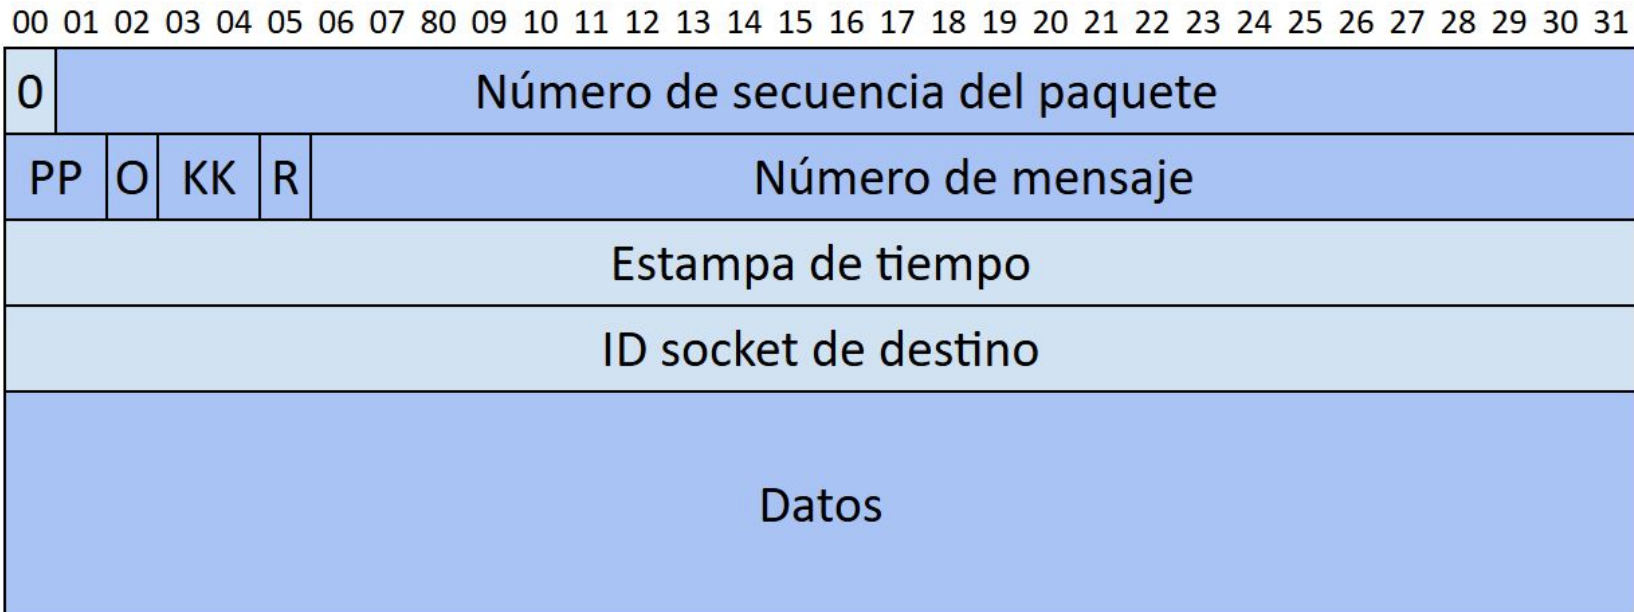 00 01 02 03 04 05 06 07 80 09 10 11 12 13 14 15 16 17 18 19 20 21 22 23 24 25 26 27 28 29 30 31
0 Número de secuencia del paquete
PP O KK R Número de mensaje
Estampa de tiempo
ID socket de destino
Datos